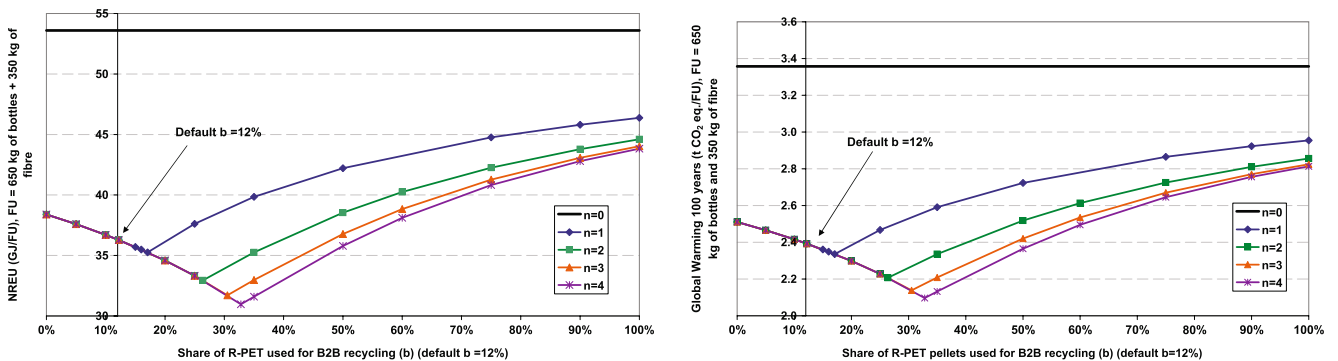 NREU (GJ/FU), FU = 650 kg of bottles + 350 kg of
fibre
55
50
45
40
35
30
Default b =12%
n=0
n=1
n=2
n=3
n=4
0% 10% 20% 30% 40% 50% 60% 70% 80% 90% 100%
Share of R-PET used for B2B recycling (b) (default b =12%)
Global Warming 100 years (t CO2 eq./FU), FU = 650
kg of bottles and 350 kg of fibre
3.6
3.4
3.2
3.0
2.8
2.6
2.4
2.2
2.0
Default b =12%
n=0
n=1
n=2
n=3
n=4
0% 10% 20% 30% 40% 50% 60% 70% 80% 90% 100%
Share of R-PET pellets used for B2B recycling (b) (default b =12%)